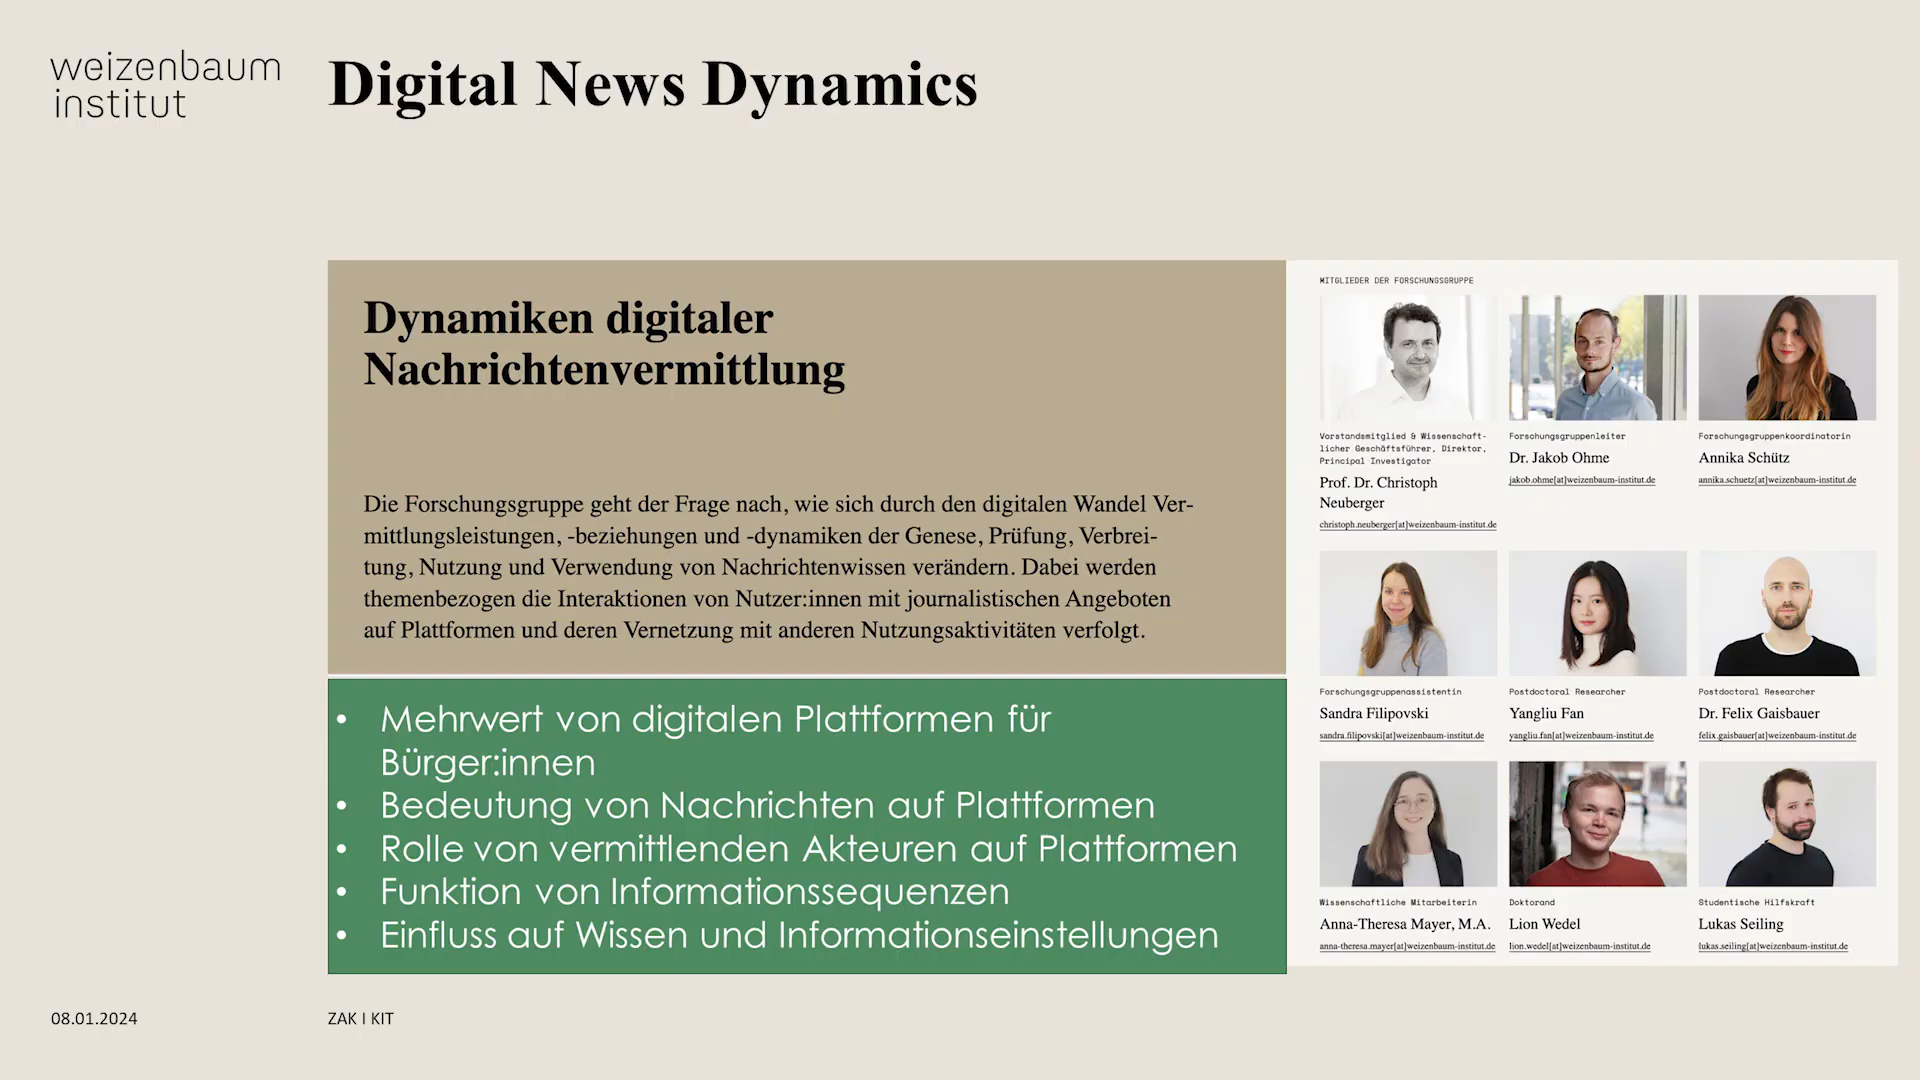 weizenbaum
institut
Digital News Dynamics
Dynamiken digitaler
Nachrichtenvermittlung
Die Forschungsgruppe geht der Frage nach, wie sich durch den digitalen Wandel Ver-
mittlungsleistungen, -beziehungen und -dynamiken der Genese, Prüfung, Verbrei-
tung, Nutzung und Verwendung von Nachrichtenwissen verändern. Dabei werden
themenbezogen die Interaktionen von Nutzer:innen mit journalistischen Angeboten
auf Plattformen und deren Vernetzung mit anderen Nutzungsaktivitäten verfolgt.
• Mehrwert von digitalen Plattformen für
Bürger:innen
• Bedeutung von Nachrichten auf Plattformen
• Rolle von vermittlenden Akteuren auf Plattformen
• Funktion von Informationssequenzen
• Einfluss auf Wissen und Informationseinstellungen
MITGLIEDER DER FORSCHUNGSGRUPPE
Vorstandsmitglied & Wissenschaft-
licher Geschäftsführer, Direktor,
Principal Investigator
Prof. Dr. Christoph
Neuberger
christoph.neuberger[at]weizenbaum-institut.de
Forschungsgruppenleiter
Dr. Jakob Ohme
jakob.ohme[at]weizenbaum-institut.de
Forschungsgruppenkoordinatorin
Annika Schütz
annika.schuetz[at]weizenbaum-institut.de
Forschungsgruppenassistentin
Sandra Filipovski
sandra.filipovski[at]weizenbaum-institut.de
Postdoctoral Researcher
Yangliu Fan
yangliu.fan[at]weizenbaum-institut.de
Postdoctoral Researcher
Dr. Felix Gaisbauer
felix.gaisbauer[at]weizenbaum-institut.de
Wissenschaftliche Mitarbeiterin
Anna-Theresa Mayer, M.A.
anna-theresa.mayer[at]weizenbaum-institut.de
Doktorand
Lion Wedel
lion.wedel[at]weizenbaum-institut.de
Studentische Hilfskraft
Lukas Seiling
lukas.seiling[at]weizenbaum-institut.de
08.01.2024
ZAK I KIT